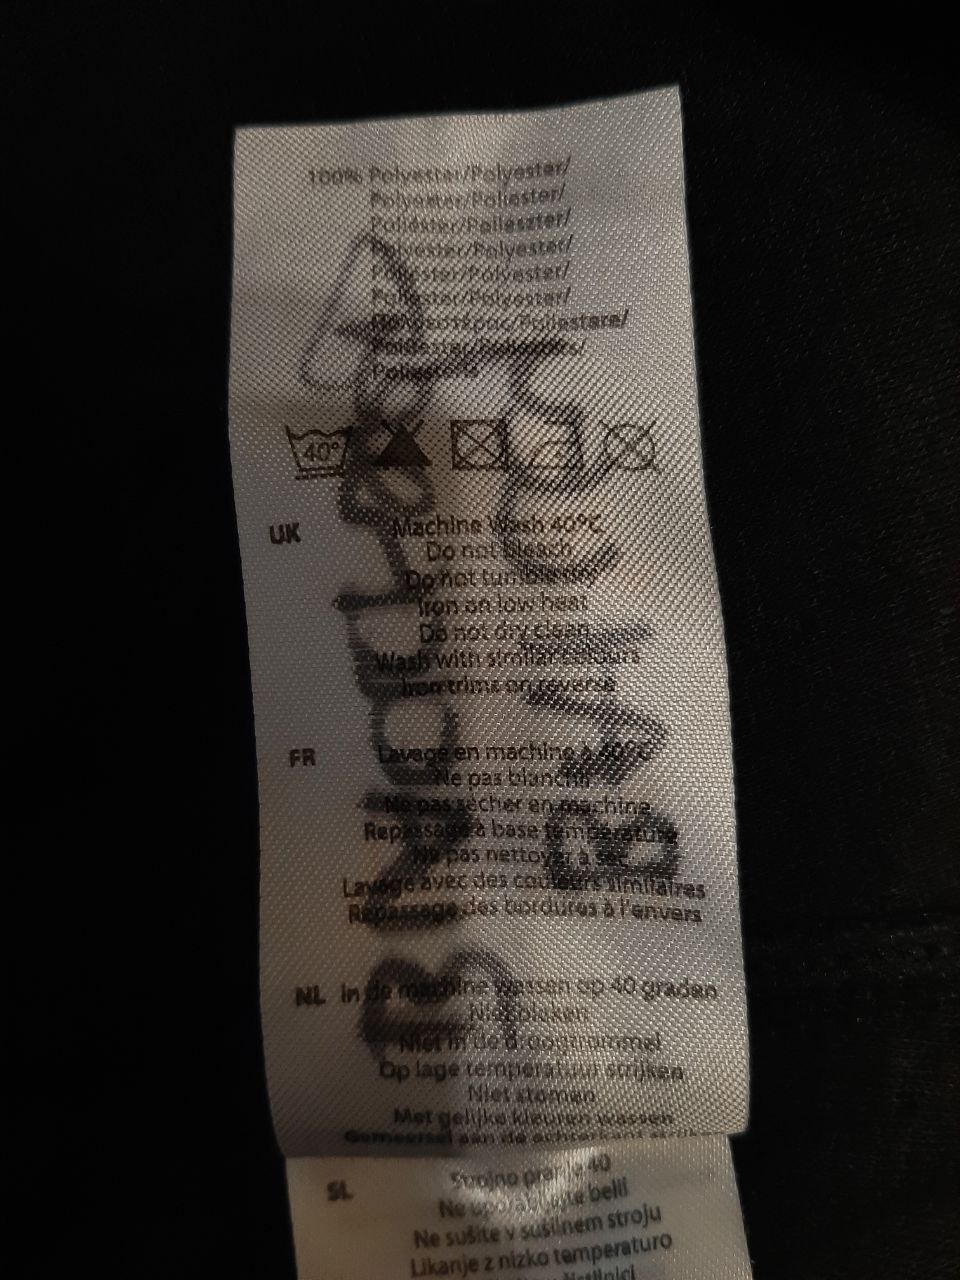 100% Polyester/Polyester/
Polyester/Poliester/
Poliester/Poliészter/
Polyester/Polyester/
Polyester/Polyester/
Poliester/Polyester/
Πολυεστέρας/Poliestere/
40°
UK
Machine Wash 40°C
Do not bleach
Do not tumble dry
Iron on low heat
Do not dry clean
Wash with similar colours
Iron trims on reverse
FR
Lavage en machine à 40°C
Ne pas blanchir
Ne pas sécher en machine
Repassage à base température
Ne pas nettoyer à sec
Lavage avec des couleurs similaires
Repassage des bordures à l'envers
NL In de machine wassen op 40 graden
Niet bleken
Niet in de droogtrommel
Op lage temperatuur strijken
Niet stomen
Met gelijke kleuren wassen
SL
Strojno pranje 40
Ne uporabljajte belil
Ne sušite v sušilnem stroju
Likanje z nizko temperaturo